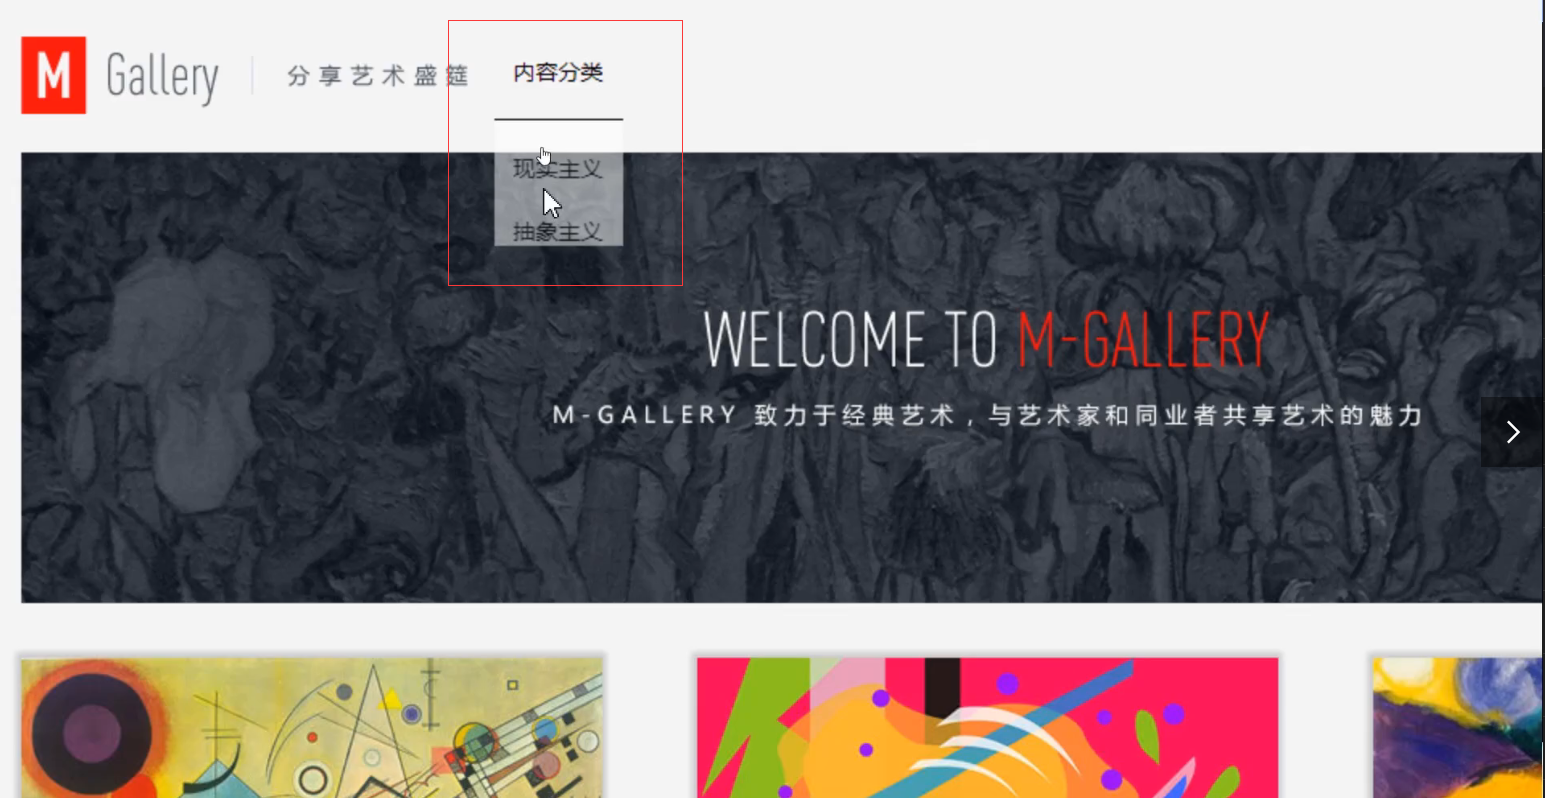 M Gallery 分享艺术盛筵 内容分类
现实主义
抽象主义
WELCOME TO M-GALLERY
M-GALLERY 致力于经典艺术，与艺术家和同业者共享艺术的魅力